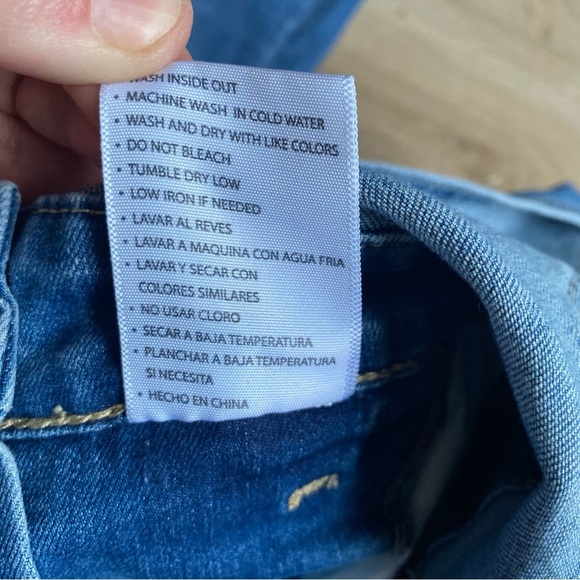 WASH INSIDE OUT
• MACHINE WASH IN COLD WATER
• WASH AND DRY WITH LIKE COLORS
• DO NOT BLEACH
• TUMBLE DRY LOW
• LOW IRON IF NEEDED
• LAVAR AL REVES
• LAVAR A MAQUINA CON AGUA FRIA
• LAVAR Y SECAR CON
COLORES SIMILARES
• NO USAR CLORO
• SECAR A BAJA TEMPERATURA
• PLANCHAR A BAJA TEMPERATURA
SI NECESITA
• HECHO EN CHINA